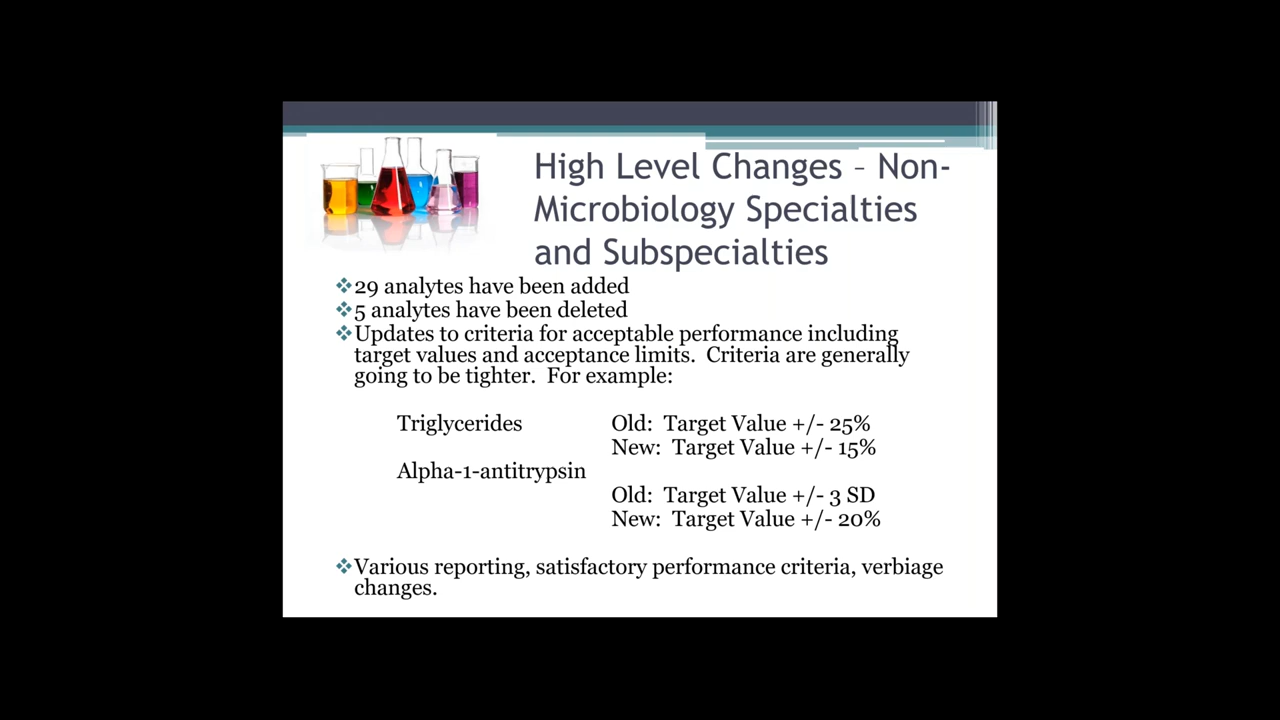 High Level Changes – Non-
Microbiology Specialties
and Subspecialties
❖29 analytes have been added
❖5 analytes have been deleted
❖Updates to criteria for acceptable performance including
target values and acceptance limits.  Criteria are generally
going to be tighter.  For example:
Triglycerides Old:  Target Value +/- 25%
New:  Target Value +/- 15%
Alpha-1-antitrypsin
Old:  Target Value +/- 3 SD
New:  Target Value +/- 20%
❖Various reporting, satisfactory performance criteria, verbiage
changes.